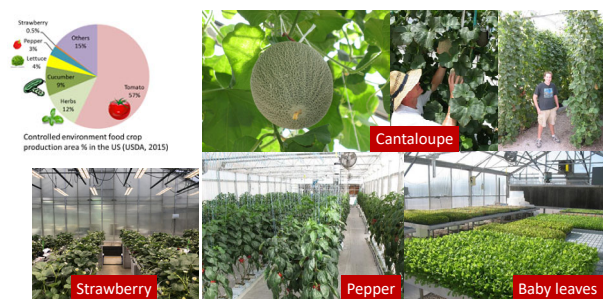 Strawberry
0.5%
Pepper
3%
Lettuce
4%
Cucumber
9%
Herbs
12%
Others
15%
Tomato
57%
Controlled environment food crop
production area % in the US (USDA, 2015)
Cantaloupe
Strawberry
Pepper
Baby leaves